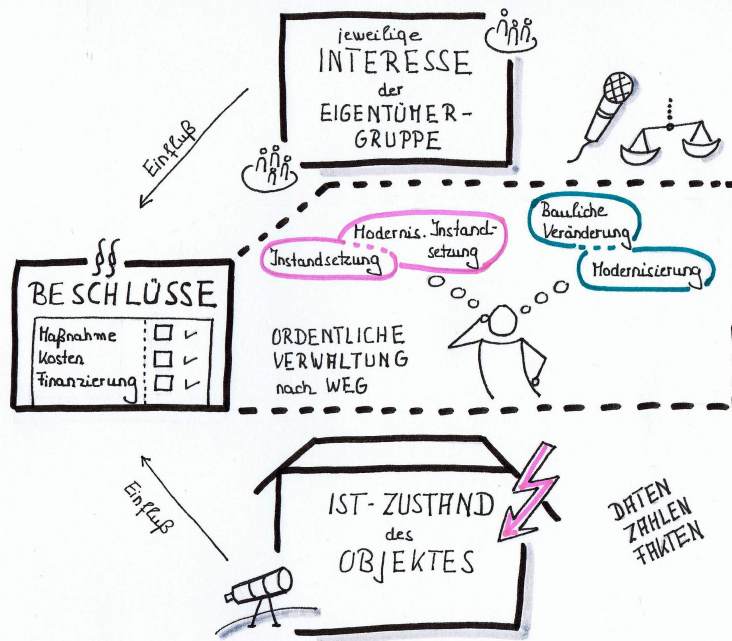 jeweilige
INTERESSE
der
EIGENTÜMER-
GRUPPE
Einfluß
Bauliche
Veränderung
Modernis. Instand-
setzung
Instandsetzung
Modernisierung
§§
BESCHLÜSSE
Maßnahme
Kosten
Finanzierung
ORDENTLICHE
VERWALTUNG
nach WEG
Einfluß
IST-ZUSTAND
des
OBJEKTES
DATEN
ZAHLEN
FAKTEN